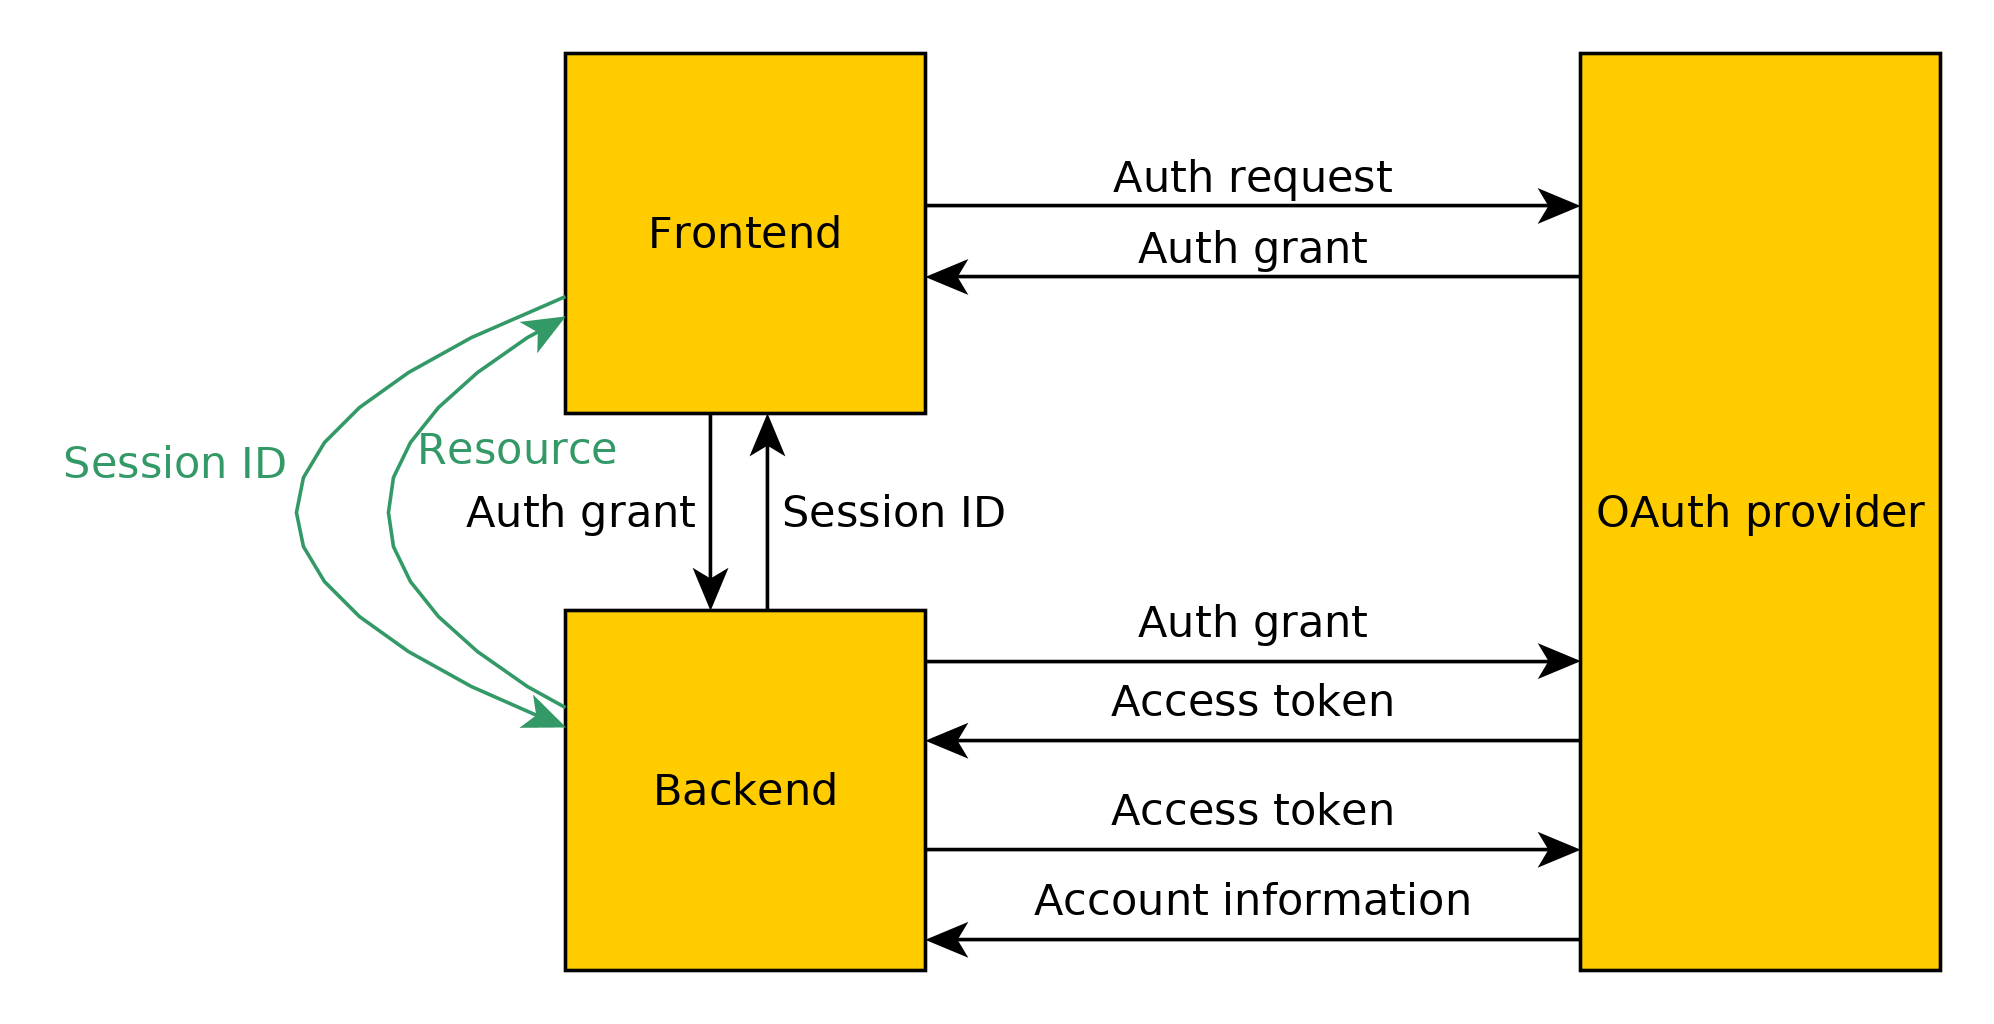 Auth request
Frontend
Auth grant
Resource
Session ID
Auth grant
Session ID
OAuth provider
Auth grant
Access token
Backend
Access token
Account information